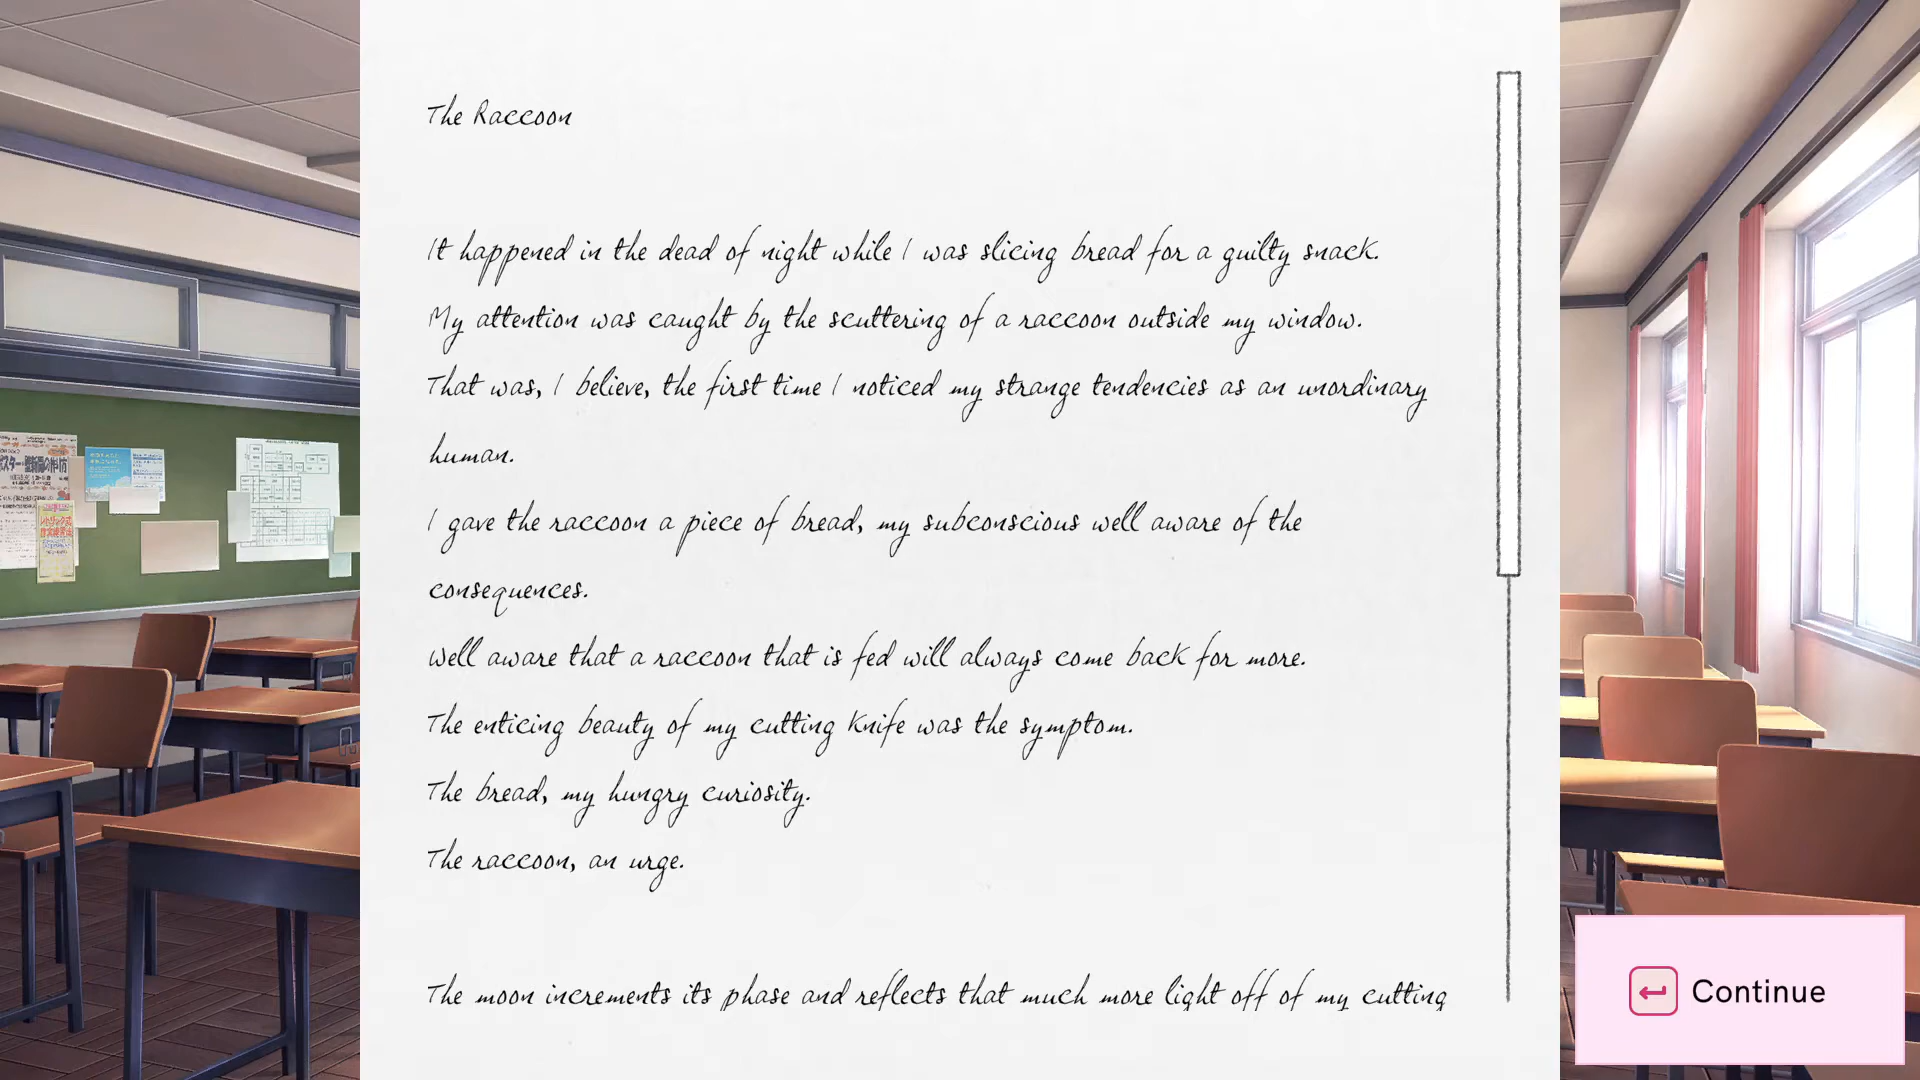 The Raccoon
It happened in the dead of night while I was slicing bread for a guilty snack.
My attention was caught by the scuttering of a raccoon outside my window.
That was, I believe, the first time I noticed my strange tendencies as an unordinary
human.
I gave the raccoon a piece of bread, my subconscious well aware of the
consequences.
Well aware that a raccoon that is fed will always come back for more.
The enticing beauty of my cutting knife was the symptom.
The bread, my hungry curiosity.
The raccoon, an urge.
The moon increments its phase and reflects that much more light off of my cutting
Continue